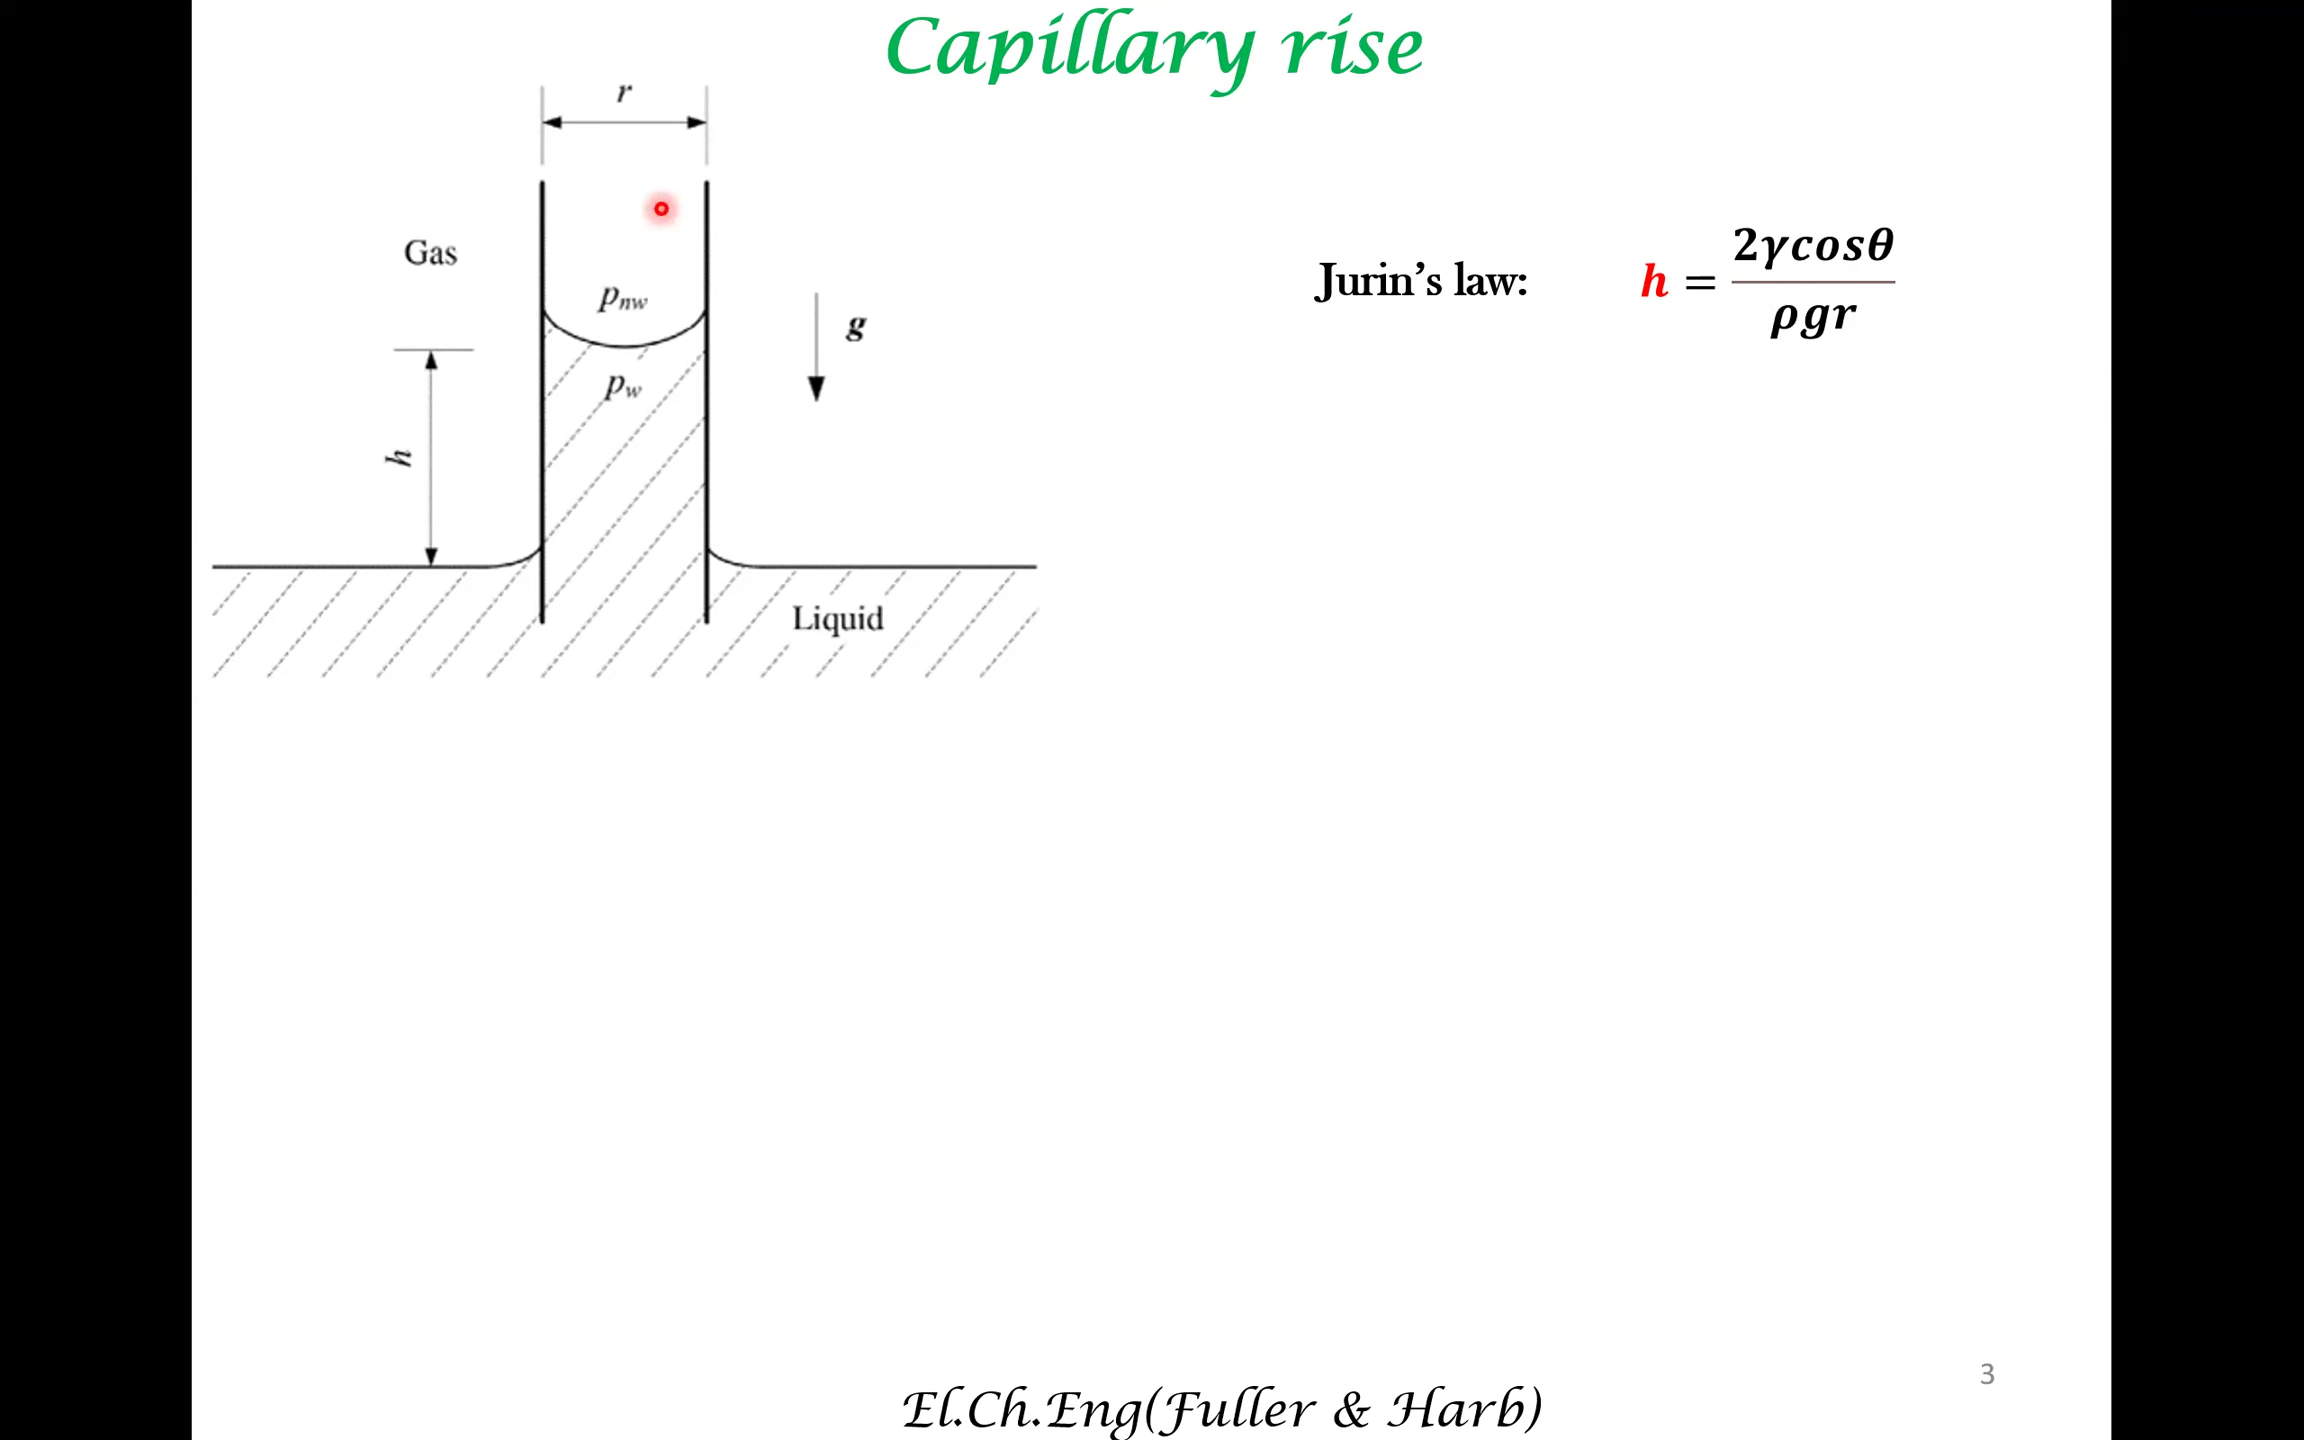 Capillary rise
r
Gas
p_nw
p_w
g
h
Liquid
Jurin's law: h = 2γcosθ / ρgr
El.Ch.Eng(Fuller & Harb)
3